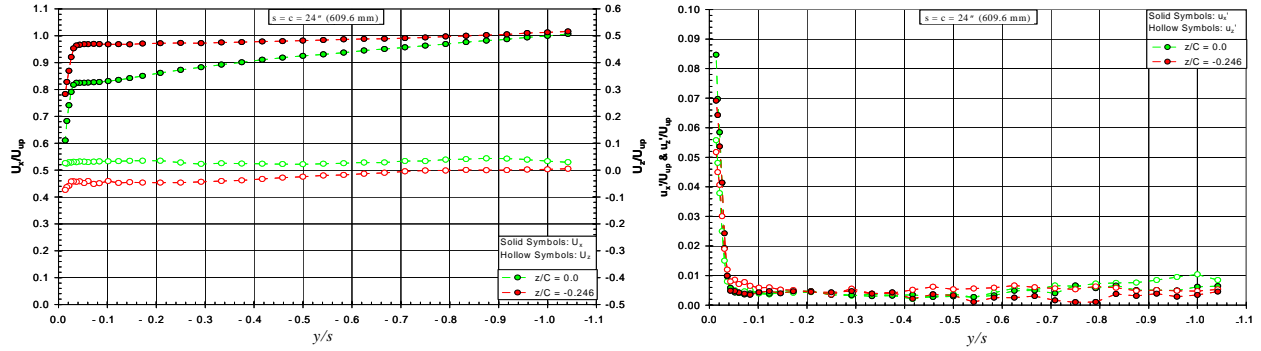 s = c = 24" (609.6 mm)
1.1
1.0
0.9
0.8
0.7
0.6
0.5
0.4
0.3
0.2
0.1
0.0
Ux/Uup
0.6
0.5
0.4
0.3
0.2
0.1
0.0
-0.1
-0.2
-0.3
-0.4
-0.5
Uz/Uup
Solid Symbols: Ux
Hollow Symbols: Uz
z/C = 0.0
z/C = -0.246
0.0 -0.1 -0.2 -0.3 -0.4 -0.5 -0.6 -0.7 -0.8 -0.9 -1.0 -1.1
y/s
s = c = 24" (609.6 mm)
Solid Symbols: ux'
Hollow Symbols: uz'
z/C = 0.0
z/C = -0.246
0.10
0.09
0.08
0.07
0.06
0.05
0.04
0.03
0.02
0.01
0.00
ux'/Uup & uz'/Uup
0.0 -0.1 -0.2 -0.3 -0.4 -0.5 -0.6 -0.7 -0.8 -0.9 -1.0 -1.1
y/s